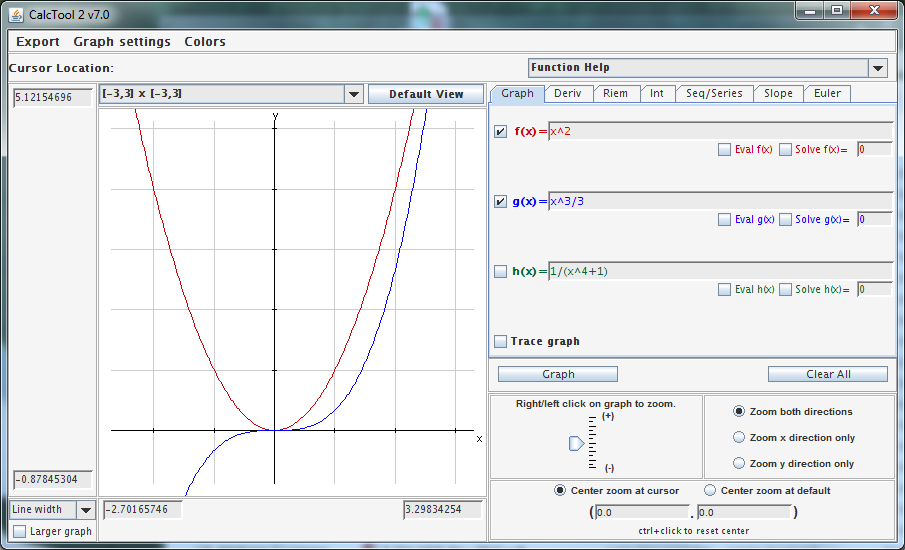 CalcTool 2 v7.0
Export Graph settings Colors
Cursor Location:
Function Help
5.12154696
[-3,3] x [-3,3]
Default View
Graph Deriv Riem Int Seq/Series Slope Euler
y
x
f(x)=x^2
Eval f(x) Solve f(x)= 0
g(x)=x^3/3
Eval g(x) Solve g(x)= 0
h(x)=1/(x^4+1)
Eval h(x) Solve h(x)= 0
Trace graph
Graph Clear All
Right/left click on graph to zoom.
(+)
(-)
Zoom both directions
Zoom x direction only
Zoom y direction only
-0.87845304
Line width
Larger graph
-2.70165746
3.29834254
Center zoom at cursor Center zoom at default
(0.0 . 0.0 )
ctrl+click to reset center